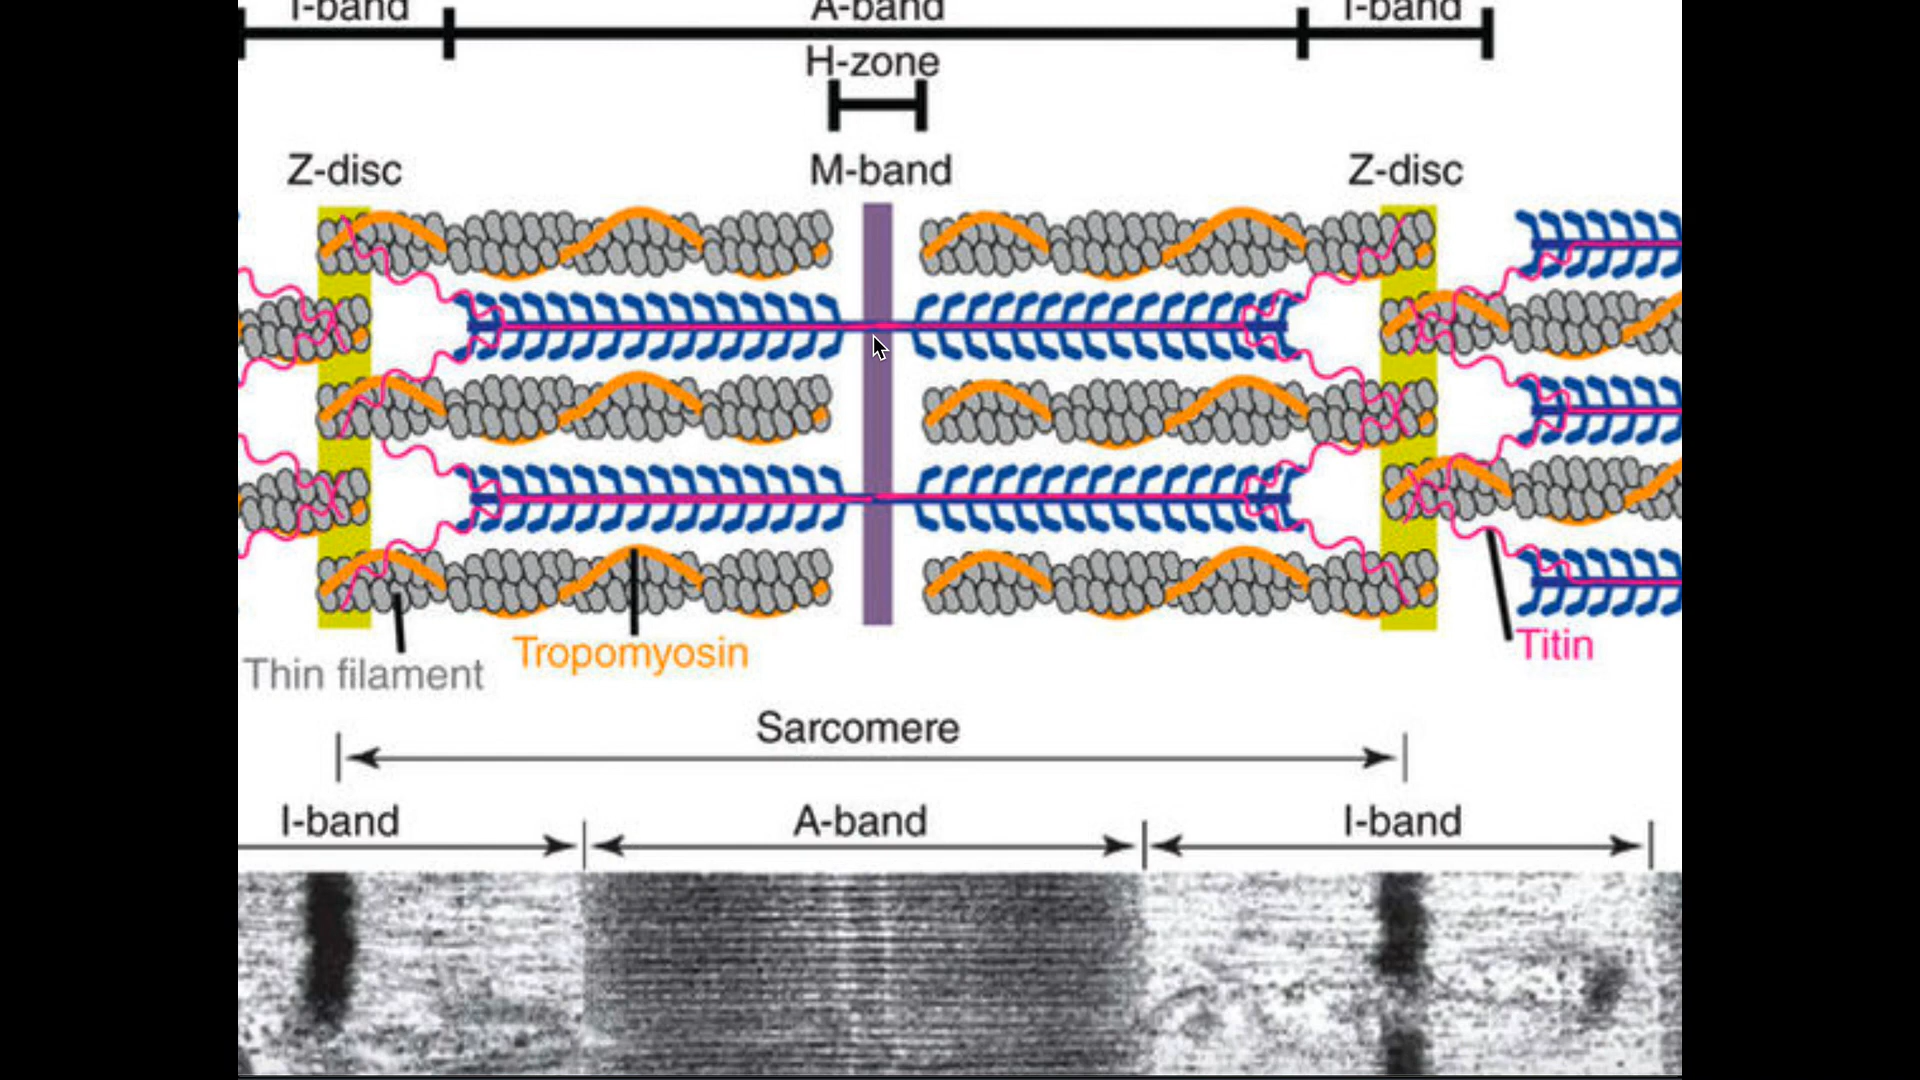 I-band A-band I-band
H-zone
Z-disc M-band Z-disc
Thin filament Tropomyosin Titin
Sarcomere
I-band A-band I-band